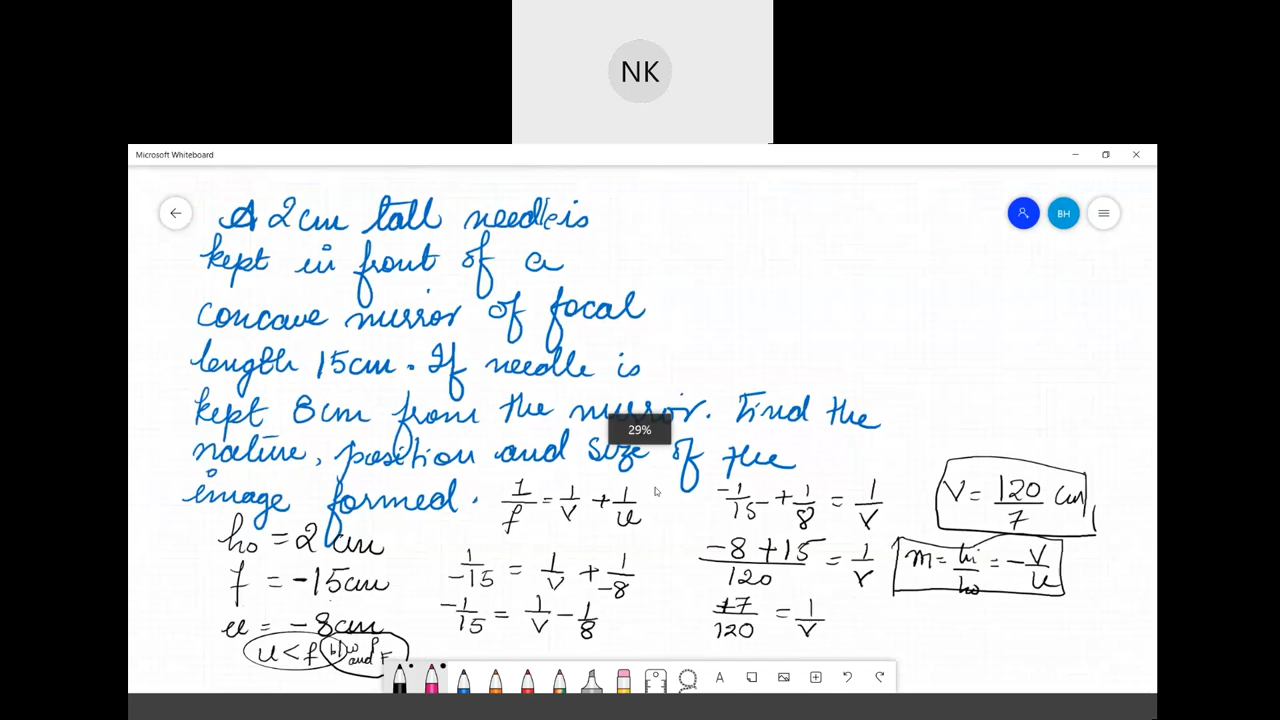 NK
Microsoft Whiteboard
BH
A 2cm tall needle is
kept in front of a
concave mirror of focal
length 15cm. If needle is
kept 8cm from the mirror. Find the
29%
nature, position and size of the
image formed.
1/f = 1/v + 1/u
-1/15 + 1/8 = 1/v
V = 120/7 cm
ho = 2 cm
f = -15cm
u = -8cm
u < f b/w P and F
1/-15 = 1/v + 1/-8
-1/15 = 1/v - 1/8
-8 + 15/120 = 1/v
+7/120 = 1/v
m = hi/ho = -v/u
A